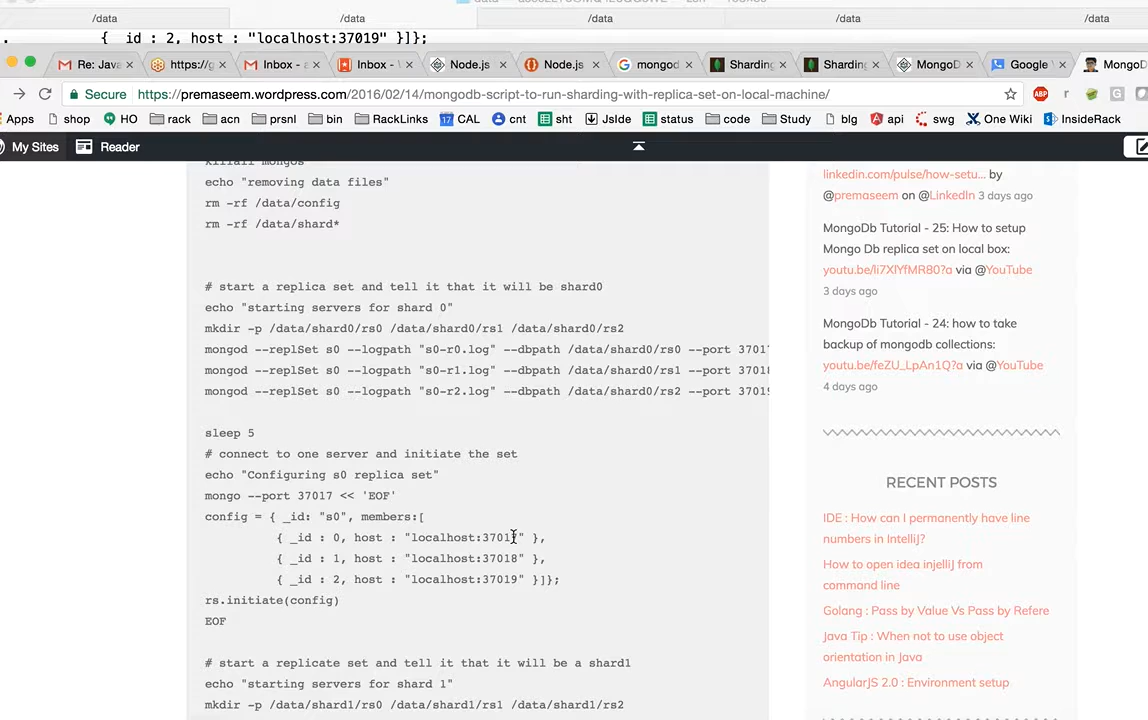 /data /data /data /data /data
. { _id : 2, host : "localhost:37019" }]};
Re: Java https://g Inbox - a Inbox - \ Node.js Node.js mongod Sharding Sharding MongoD Google \ MongoD
Secure https://premaseem.wordpress.com/2016/02/14/mongodb-script-to-run-sharding-with-replica-set-on-local-machine/
Apps shop HO rack acn prsnl bin RackLinks CAL cnt sht JsIde status code Study blg api swg One Wiki InsideRack
My Sites Reader
killall mongos
echo "removing data files"
rm -rf /data/config
rm -rf /data/shard*
# start a replica set and tell it that it will be shard0
echo "starting servers for shard 0"
mkdir -p /data/shard0/rs0 /data/shard0/rs1 /data/shard0/rs2
mongod --replSet s0 --logpath "s0-r0.log" --dbpath /data/shard0/rs0 --port 37017
mongod --replSet s0 --logpath "s0-r1.log" --dbpath /data/shard0/rs1 --port 37018
mongod --replSet s0 --logpath "s0-r2.log" --dbpath /data/shard0/rs2 --port 37019
sleep 5
# connect to one server and initiate the set
echo "Configuring s0 replica set"
mongo --port 37017 << 'EOF'
config = { _id: "s0", members:[
{ _id : 0, host : "localhost:37017" },
{ _id : 1, host : "localhost:37018" },
{ _id : 2, host : "localhost:37019" }]};
rs.initiate(config)
EOF
# start a replicate set and tell it that it will be a shard1
echo "starting servers for shard 1"
mkdir -p /data/shard1/rs0 /data/shard1/rs1 /data/shard1/rs2
linkedin.com/pulse/how-setu... by
@premaseem on @LinkedIn 3 days ago
MongoDb Tutorial - 25: How to setup
Mongo Db replica set on local box:
youtu.be/li7XlYfMR80?a via @YouTube
3 days ago
MongoDb Tutorial - 24: how to take
backup of mongodb collections:
youtu.be/feZU_LpAn1Q?a via @YouTube
4 days ago
RECENT POSTS
IDE : How can I permanently have line
numbers in IntelliJ?
How to open idea injelliJ from
command line
Golang : Pass by Value Vs Pass by Refere
Java Tip : When not to use object
orientation in Java
AngularJS 2.0 : Environment setup